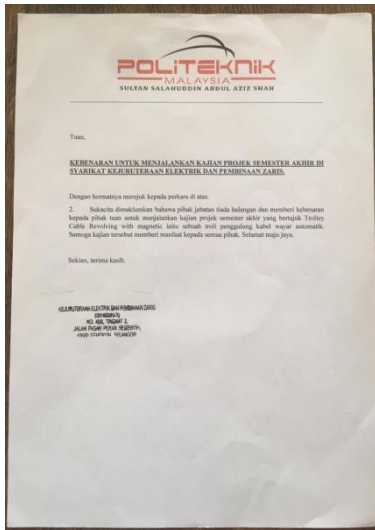 POLITEKNIK
MALAYSIA
SULTAN SALAHUDDIN ABDUL AZIZ SHAH
Tuan,
KEBENARAN UNTUK MENJALANKAN KAJIAN PROJEK SEMESTER AKHIR DI
SYARIKAT KEJURUTERAAN ELEKTRIK DAN PEMBINAAN ZARIS.
Dengan hormatnya merujuk kepada perkara di atas.
2. Sukacita dimaklumkan bahawa pihak jabatan tiada halangan dan memberi kebenaran
kepada pihak tuan untuk menjalankan kajian projek semester akhir yang bertajuk Trolley
Cable Revolving with magnetic iaitu sebuah troli penggulung kabel wayar automatik.
Semoga kajian tersebut memberi manfaat kepada semua pihak. Selamat maju jaya.
Sekian, terima kasih.
KEJURUTERAAN ELEKTRIK DAN PEMBINAAN ZARIS
NO. 46B, TINGKAT 2,
JALAN PASAR PEKAN SEMENYIH,
SEMENYIH, SELANGOR